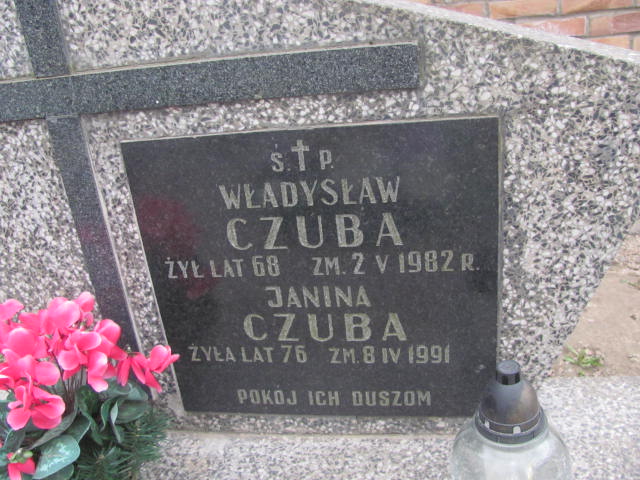 Ś.†P.
WŁADYSŁAW
CZUBA
ŻYŁ LAT 68 ZM. 2 V 1982 R.
JANINA
CZUBA
ŻYŁA LAT 76 ZM. 8 IV 1991
POKÓJ ICH DUSZOM